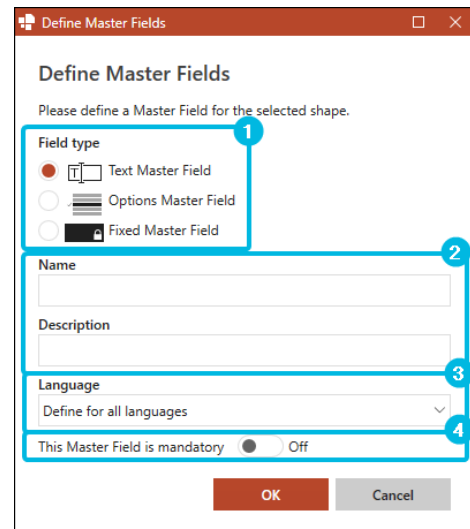 Define Master Fields
Define Master Fields
Please define a Master Field for the selected shape.
1
Field type
T Text Master Field
Options Master Field
Fixed Master Field
2
Name
Description
3
Language
Define for all languages
4
This Master Field is mandatory Off
OK Cancel